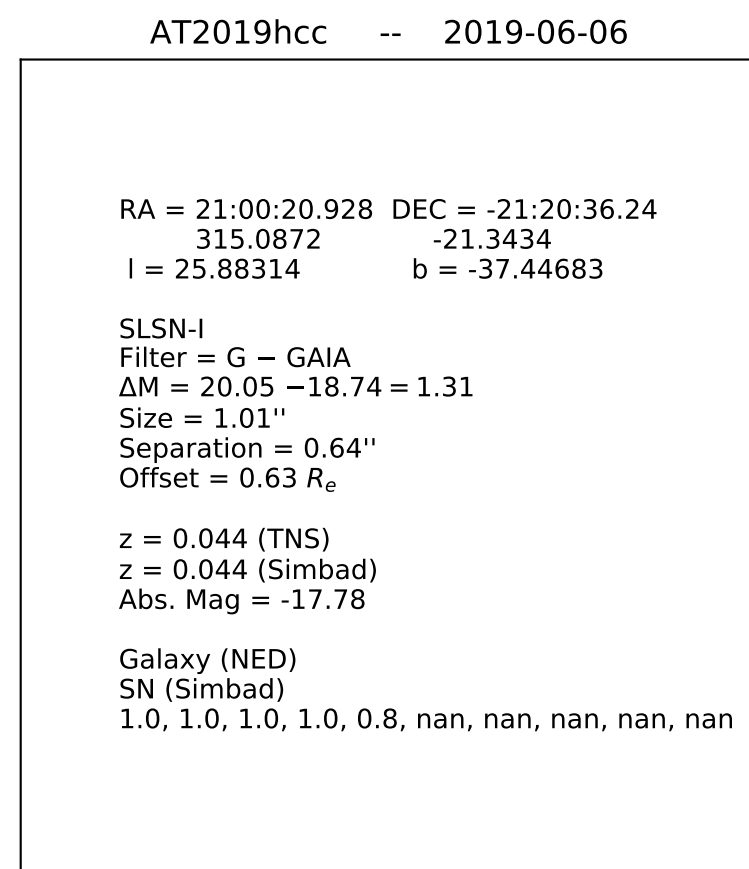 AT2019hcc -- 2019-06-06
RA = 21:00:20.928 DEC = -21:20:36.24
315.0872 -21.3434
l = 25.88314 b = -37.44683
SLSN-I
Filter = G − GAIA
ΔM = 20.05 −18.74 = 1.31
Size = 1.01''
Separation = 0.64''
Offset = 0.63 Rₑ
z = 0.044 (TNS)
z = 0.044 (Simbad)
Abs. Mag = -17.78
Galaxy (NED)
SN (Simbad)
1.0, 1.0, 1.0, 1.0, 0.8, nan, nan, nan, nan, nan